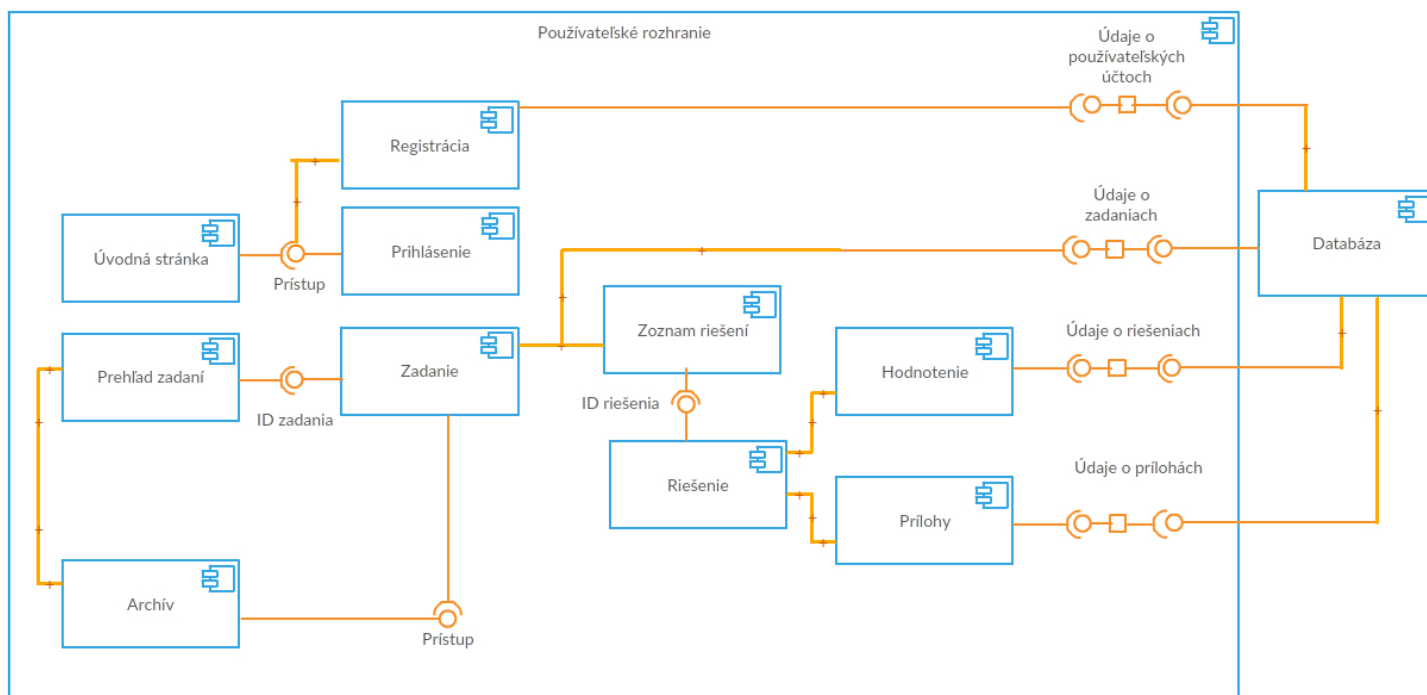 Používateľské rozhranie
Údaje o
používateľských
účtoch
Registrácia
Údaje o
zadaniach
Úvodná stránka
Prihlásenie
Databáza
Prístup
Zoznam riešení
Údaje o riešeniach
Prehľad zadaní
Zadanie
Hodnotenie
ID zadania
ID riešenia
Údaje o prílohách
Riešenie
Prílohy
Archív
Prístup